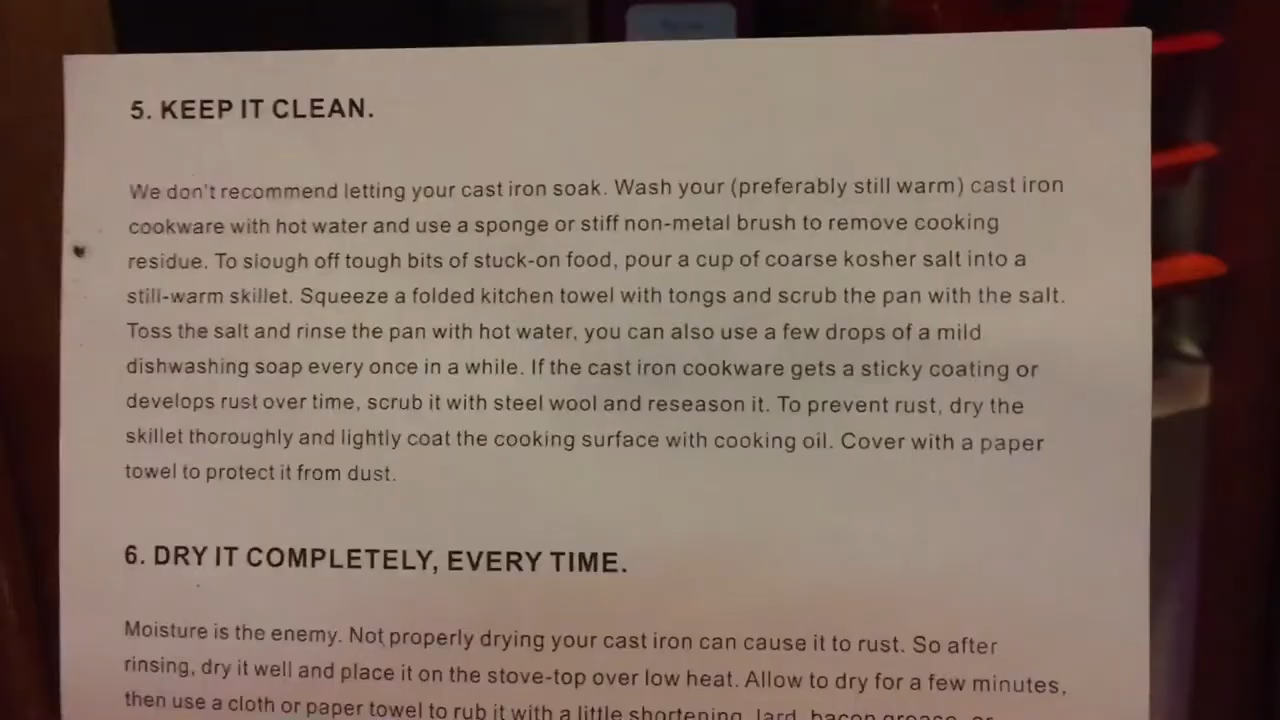 5. KEEP IT CLEAN.
We don't recommend letting your cast iron soak. Wash your (preferably still warm) cast iron
cookware with hot water and use a sponge or stiff non-metal brush to remove cooking
residue. To slough off tough bits of stuck-on food, pour a cup of coarse kosher salt into a
still-warm skillet. Squeeze a folded kitchen towel with tongs and scrub the pan with the salt.
Toss the salt and rinse the pan with hot water, you can also use a few drops of a mild
dishwashing soap every once in a while. If the cast iron cookware gets a sticky coating or
develops rust over time, scrub it with steel wool and reseason it. To prevent rust, dry the
skillet thoroughly and lightly coat the cooking surface with cooking oil. Cover with a paper
towel to protect it from dust.
6. DRY IT COMPLETELY, EVERY TIME.
Moisture is the enemy. Not properly drying your cast iron can cause it to rust. So after
rinsing, dry it well and place it on the stove-top over low heat. Allow to dry for a few minutes,
then use a cloth or paper towel to rub it with a little shortening, lard, bacon grease, or